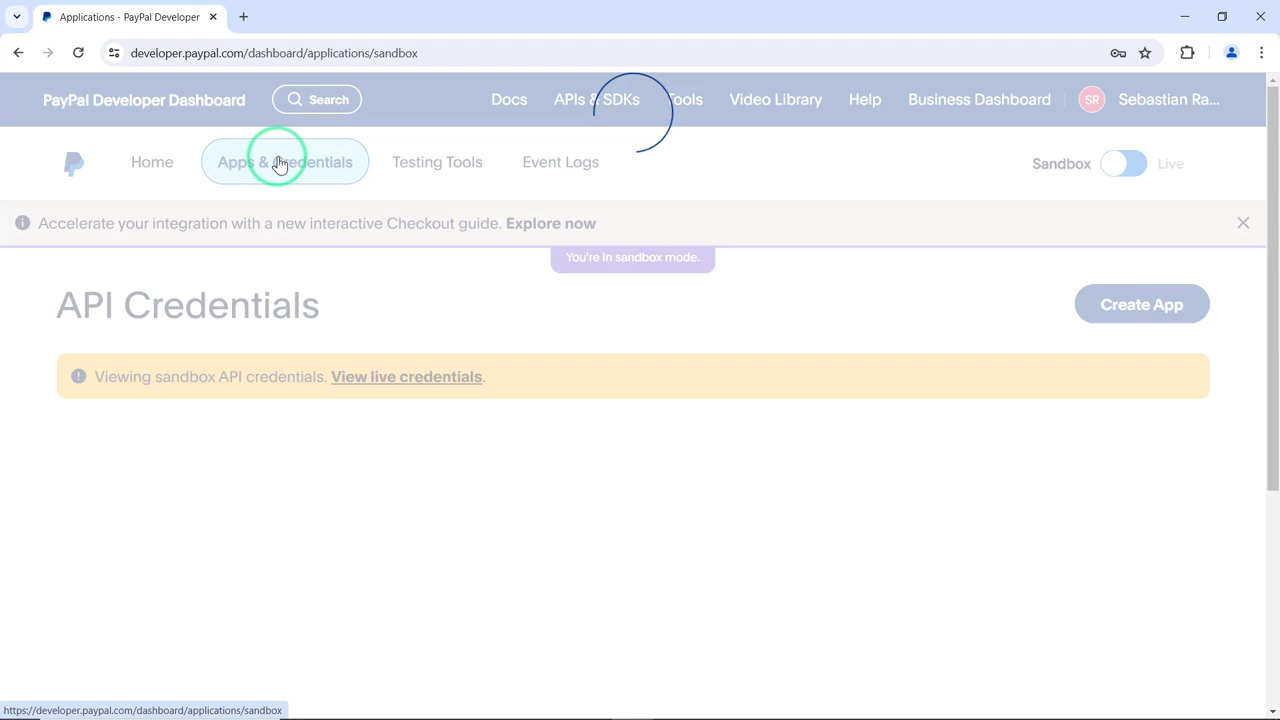 Applications - PayPal Developer
developer.paypal.com/dashboard/applications/sandbox
PayPal Developer Dashboard
Search
Docs
APIs & SDKs
Tools
Video Library
Help
Business Dashboard
SR
Sebastian Ra...
Home
Apps & Credentials
Testing Tools
Event Logs
Sandbox
Live
Accelerate your integration with a new interactive Checkout guide. Explore now
You're in sandbox mode.
API Credentials
Create App
Viewing sandbox API credentials. View live credentials.
https://developer.paypal.com/dashboard/applications/sandbox